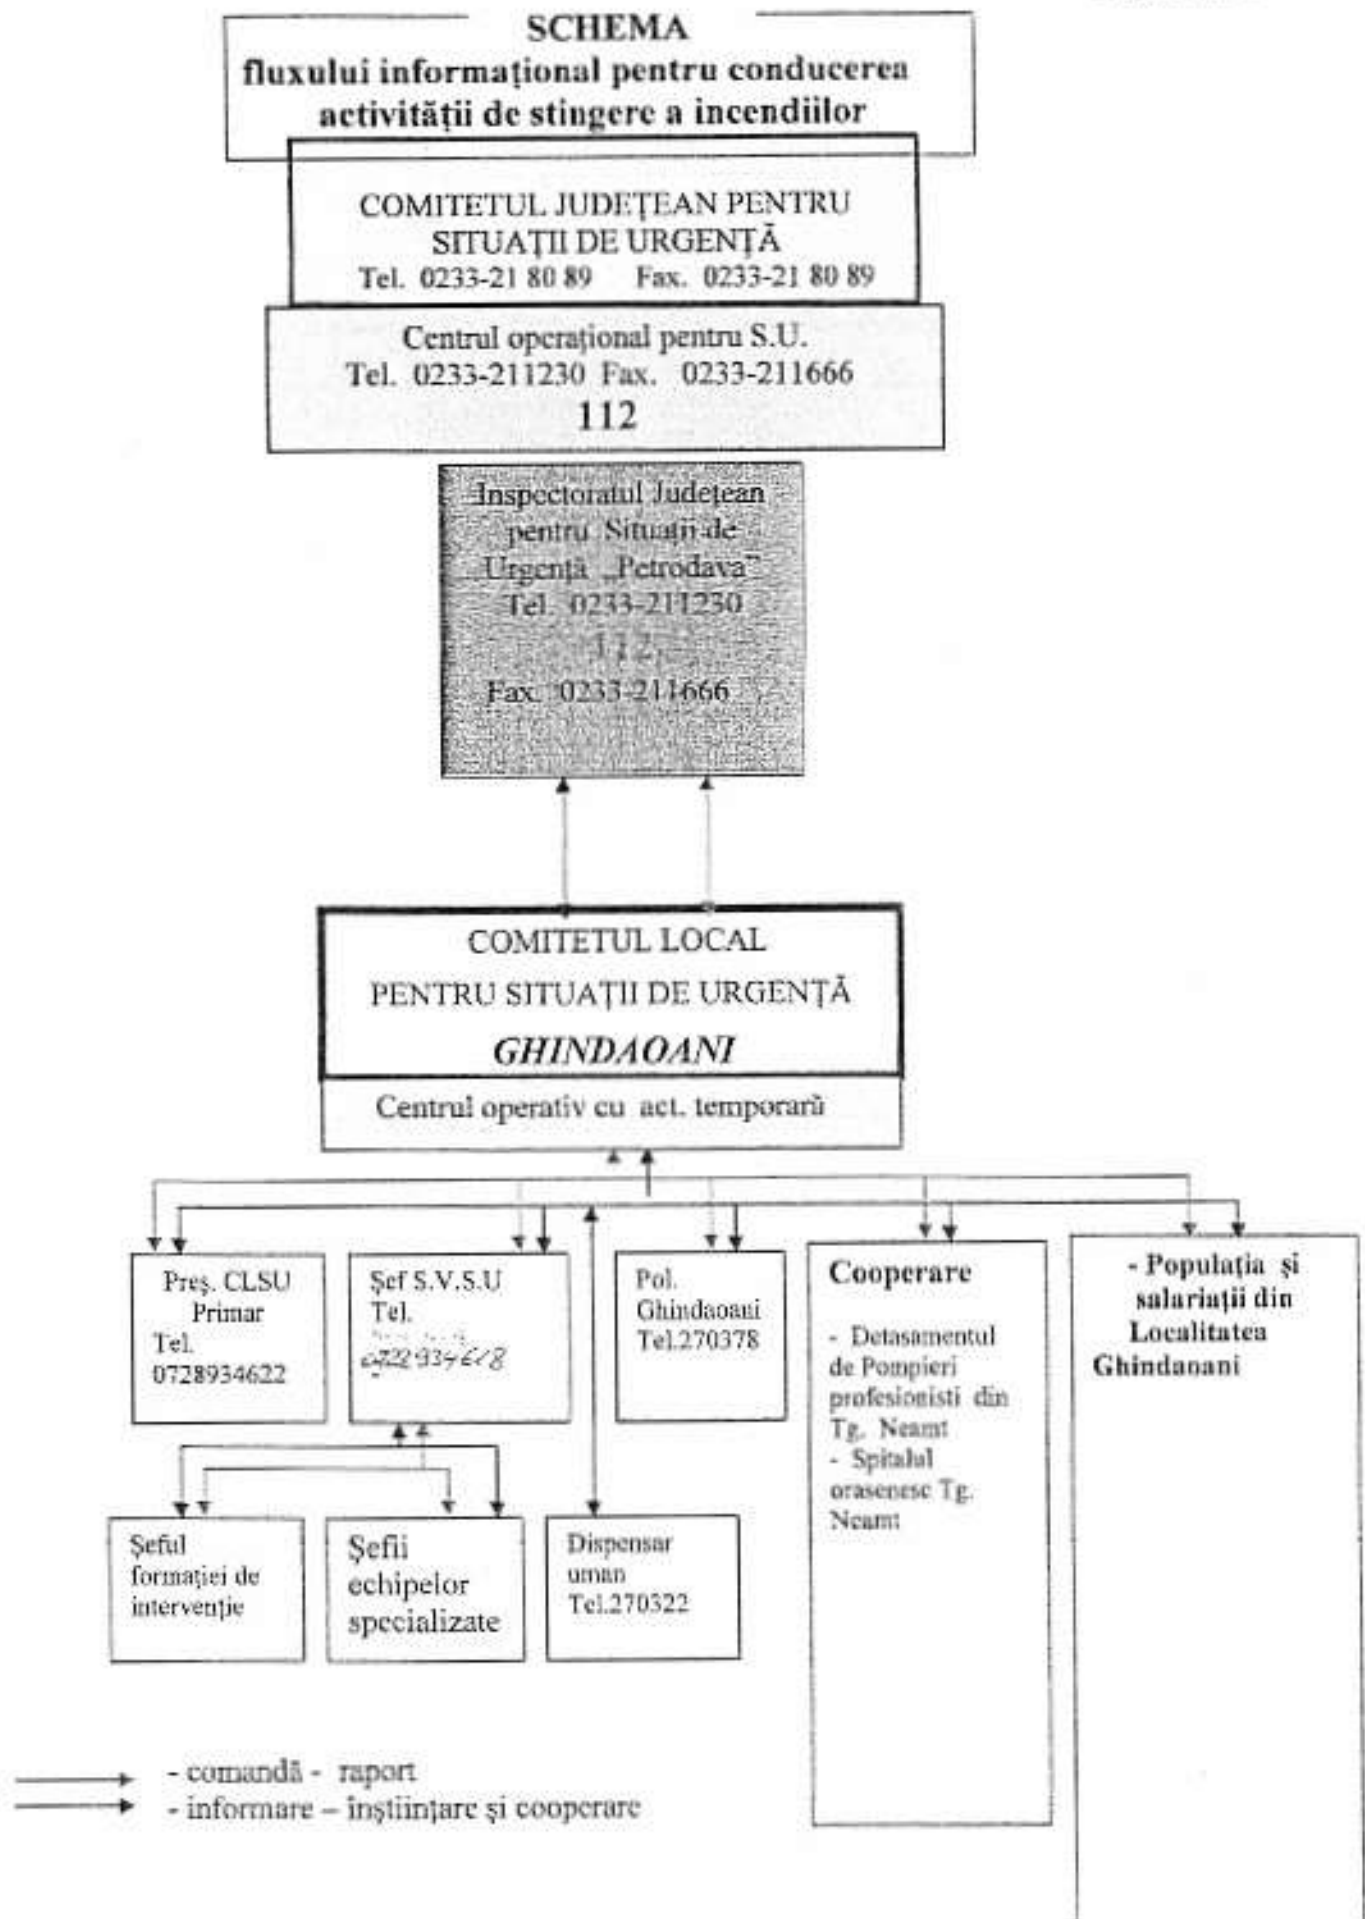 SCHEMA
fluxului informațional pentru conducerea
activității de stingere a incendiilor
COMITETUL JUDEȚEAN PENTRU
SITUAȚII DE URGENȚĂ
Tel. 0233-21 80 89 Fax. 0233-21 80 89
Centrul operațional pentru S.U.
Tel. 0233-211230 Fax. 0233-211666
112
Inspectoratul Județean
pentru Situații de
Urgență „Petrodava”
Tel. 0233-211230
112
Fax. 0233-211666
COMITETUL LOCAL
PENTRU SITUAȚII DE URGENȚĂ
GHINDAOANI
Centrul operativ cu act. temporară
Preș. CLSU
Primar
Tel.
0728934622
Șef S.V.S.U
Tel.
0728934618
Pol.
Ghindaoani
Tel.270378
Cooperare
- Detasamentul
de Pompieri
profesionisti din
Tg. Neamt
- Spitalul
orasenesc Tg.
Neamt
- Populația și
salariații din
Localitatea
Ghindaoani
Șeful
formației de
intervenție
Șefii
echipelor
specializate
Dispensar
uman
Tel.270322
- comandă - raport
- informare – înștiințare și cooperare